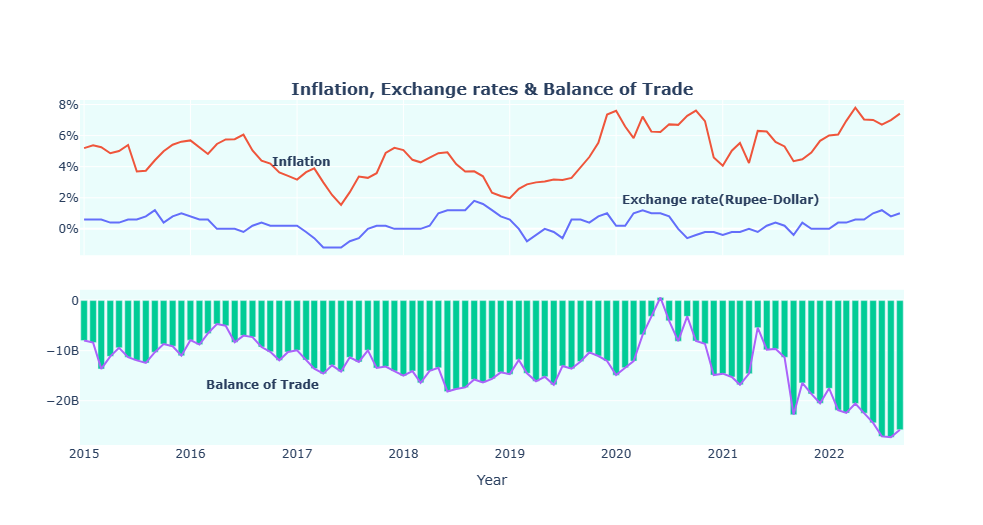 Inflation, Exchange rates & Balance of Trade
8%
6%
4%
2%
0%
Inflation
Exchange rate(Rupee-Dollar)
0
−10B
−20B
Balance of Trade
2015 2016 2017 2018 2019 2020 2021 2022
Year